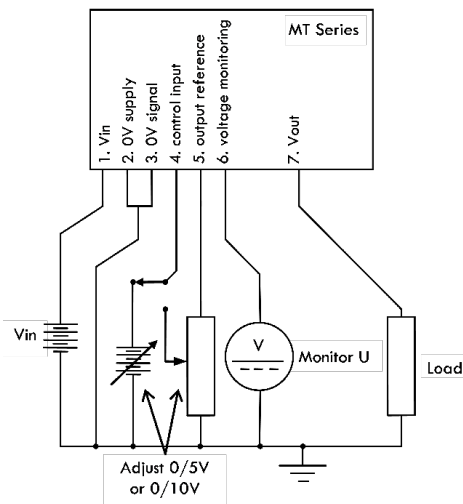 MT Series
1. Vin
2. 0V supply
3. 0V signal
4. control input
5. output reference
6. voltage monitoring
7. Vout
Vin
V
Monitor U
Load
Adjust 0/5V
or 0/10V